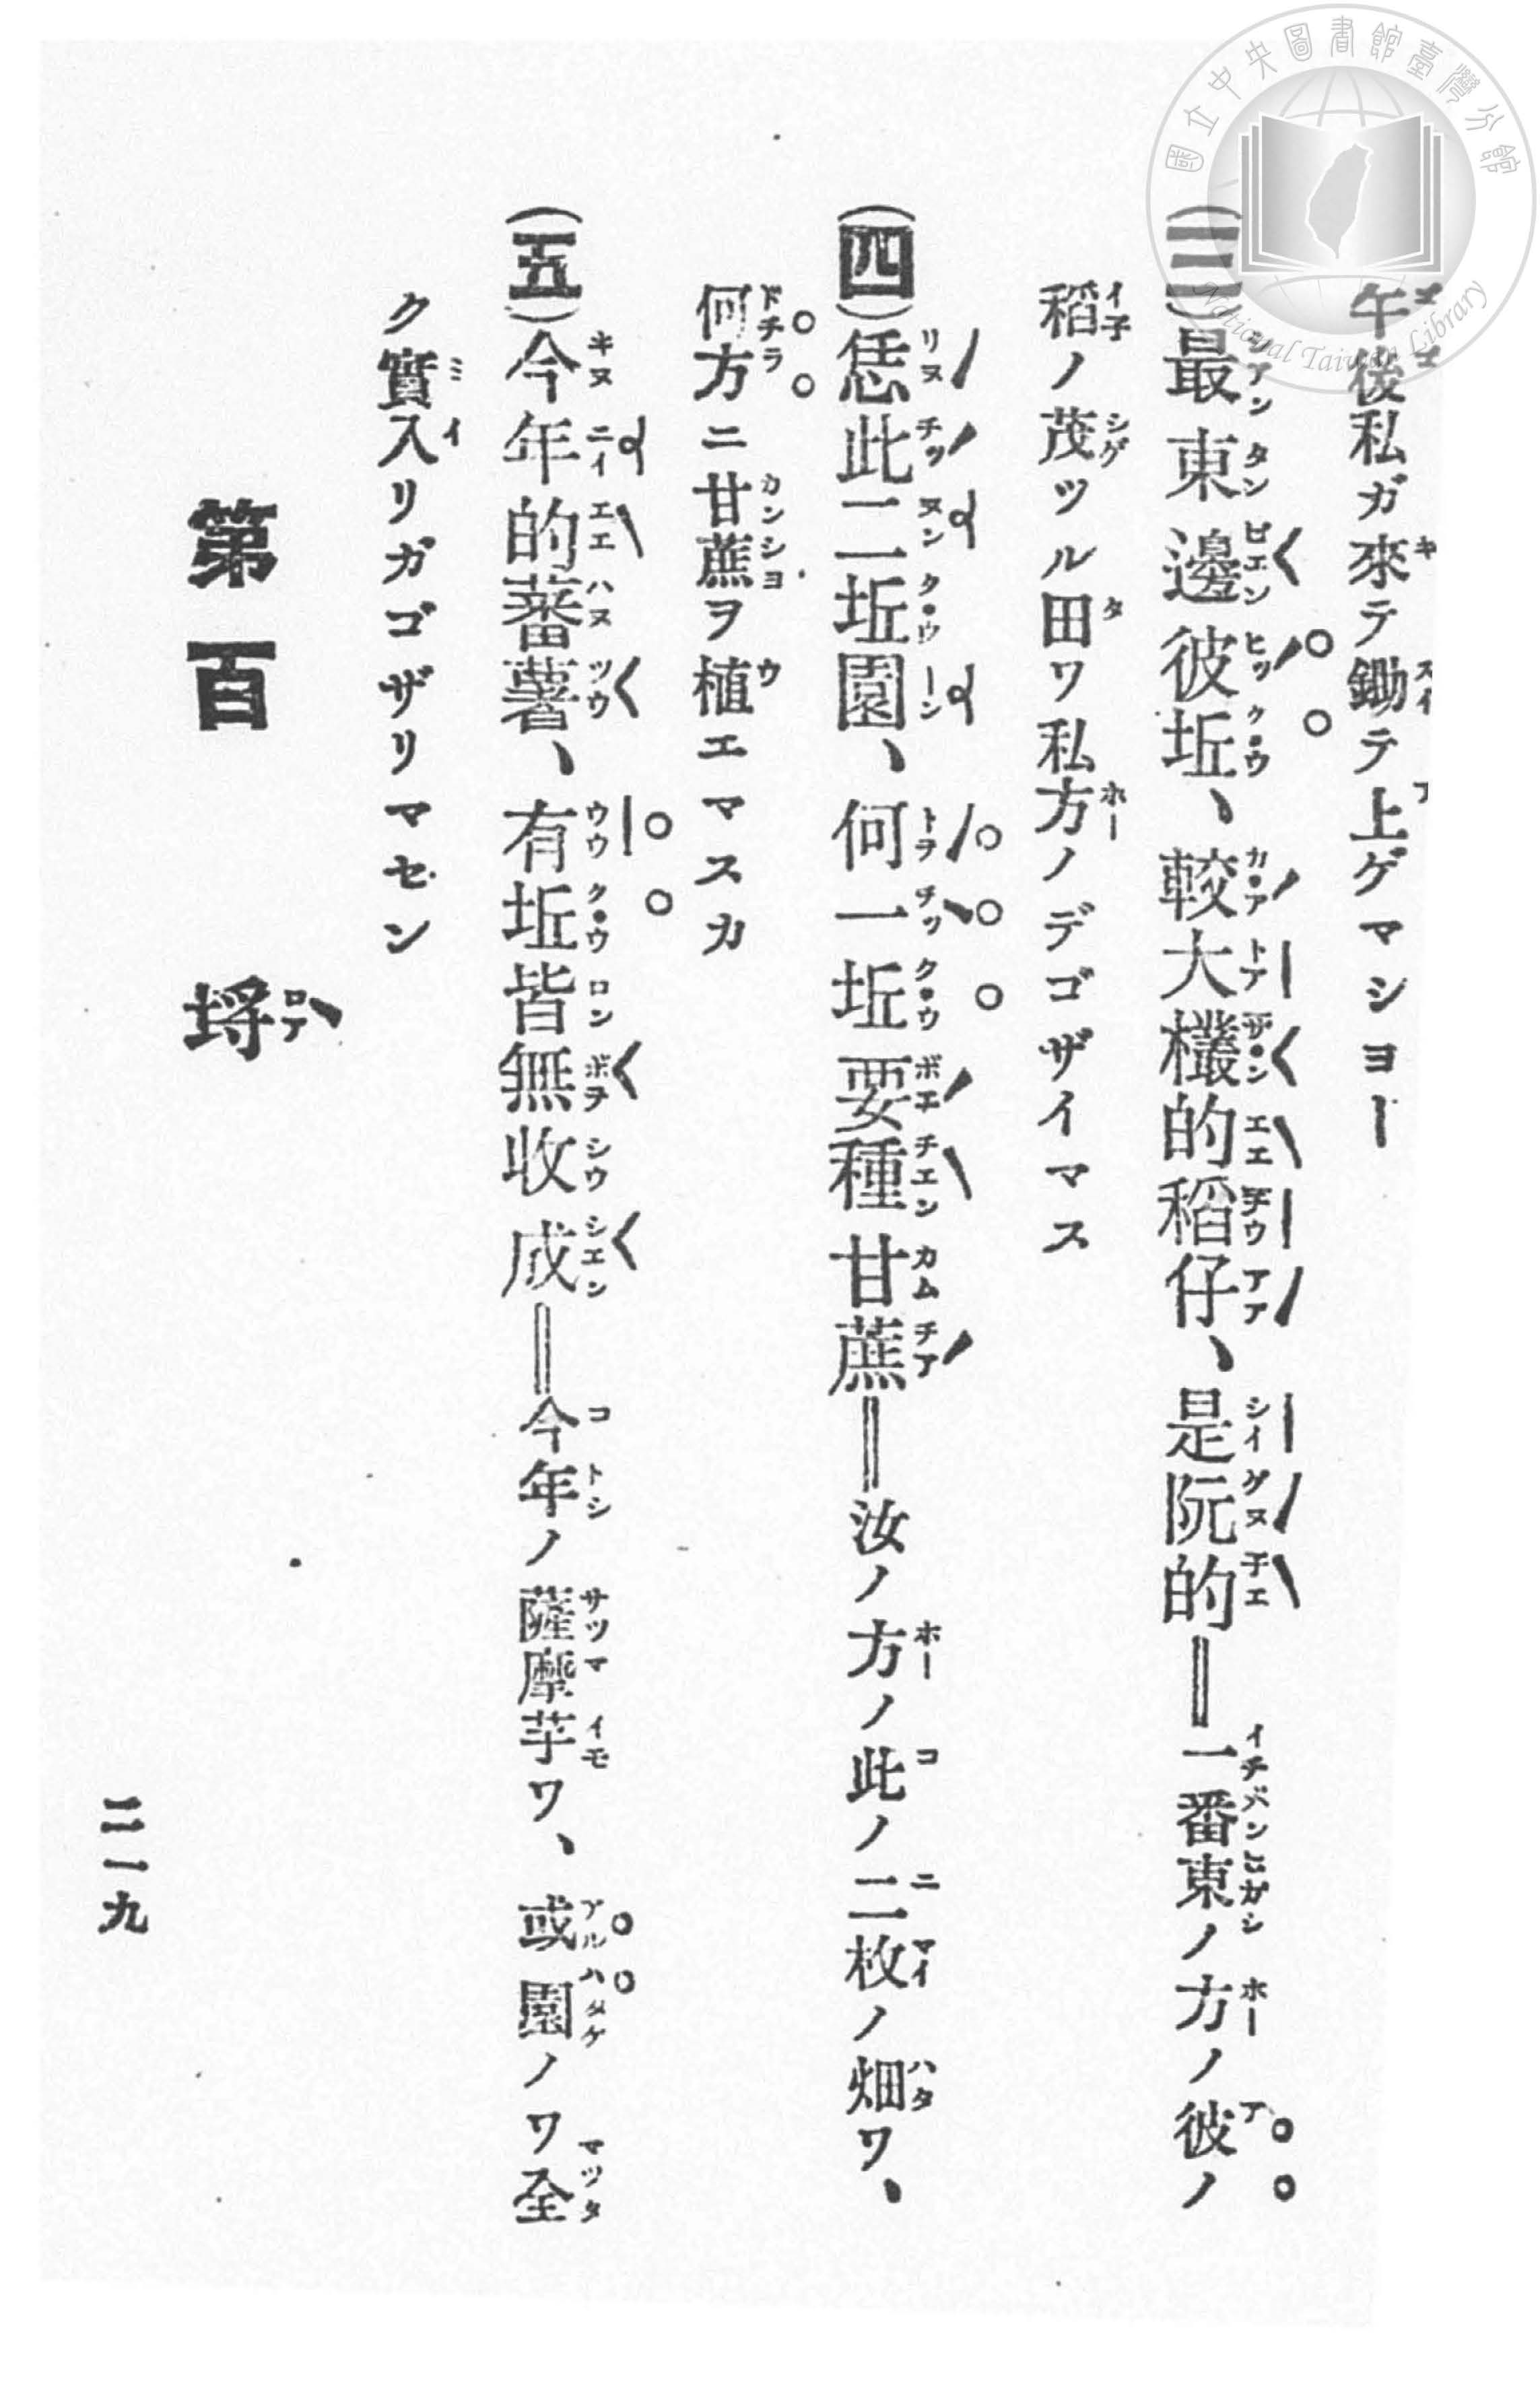 午後私ガ來テ鋤テ上ゲマショー
(三)最東邊彼坵、較大欉的稻仔、是阮的═一番東ノ方ノ彼ノ
稻ノ茂ツル田ワ私方ノデゴザイマス
(四)恁此二坵園、何一坵要種甘蔗═汝ノ方ノ此ノ二枚ノ畑ワ、
何方ニ甘蔗ヲ植エマスカ
(五)今年的蕃薯、有坵皆無收成═今年ノ薩摩芋ワ、或園ノワ全
ク實入リガゴザリマセン
第百 埒
二一九
國立中央圖書館臺灣分館
National Taiwan Library